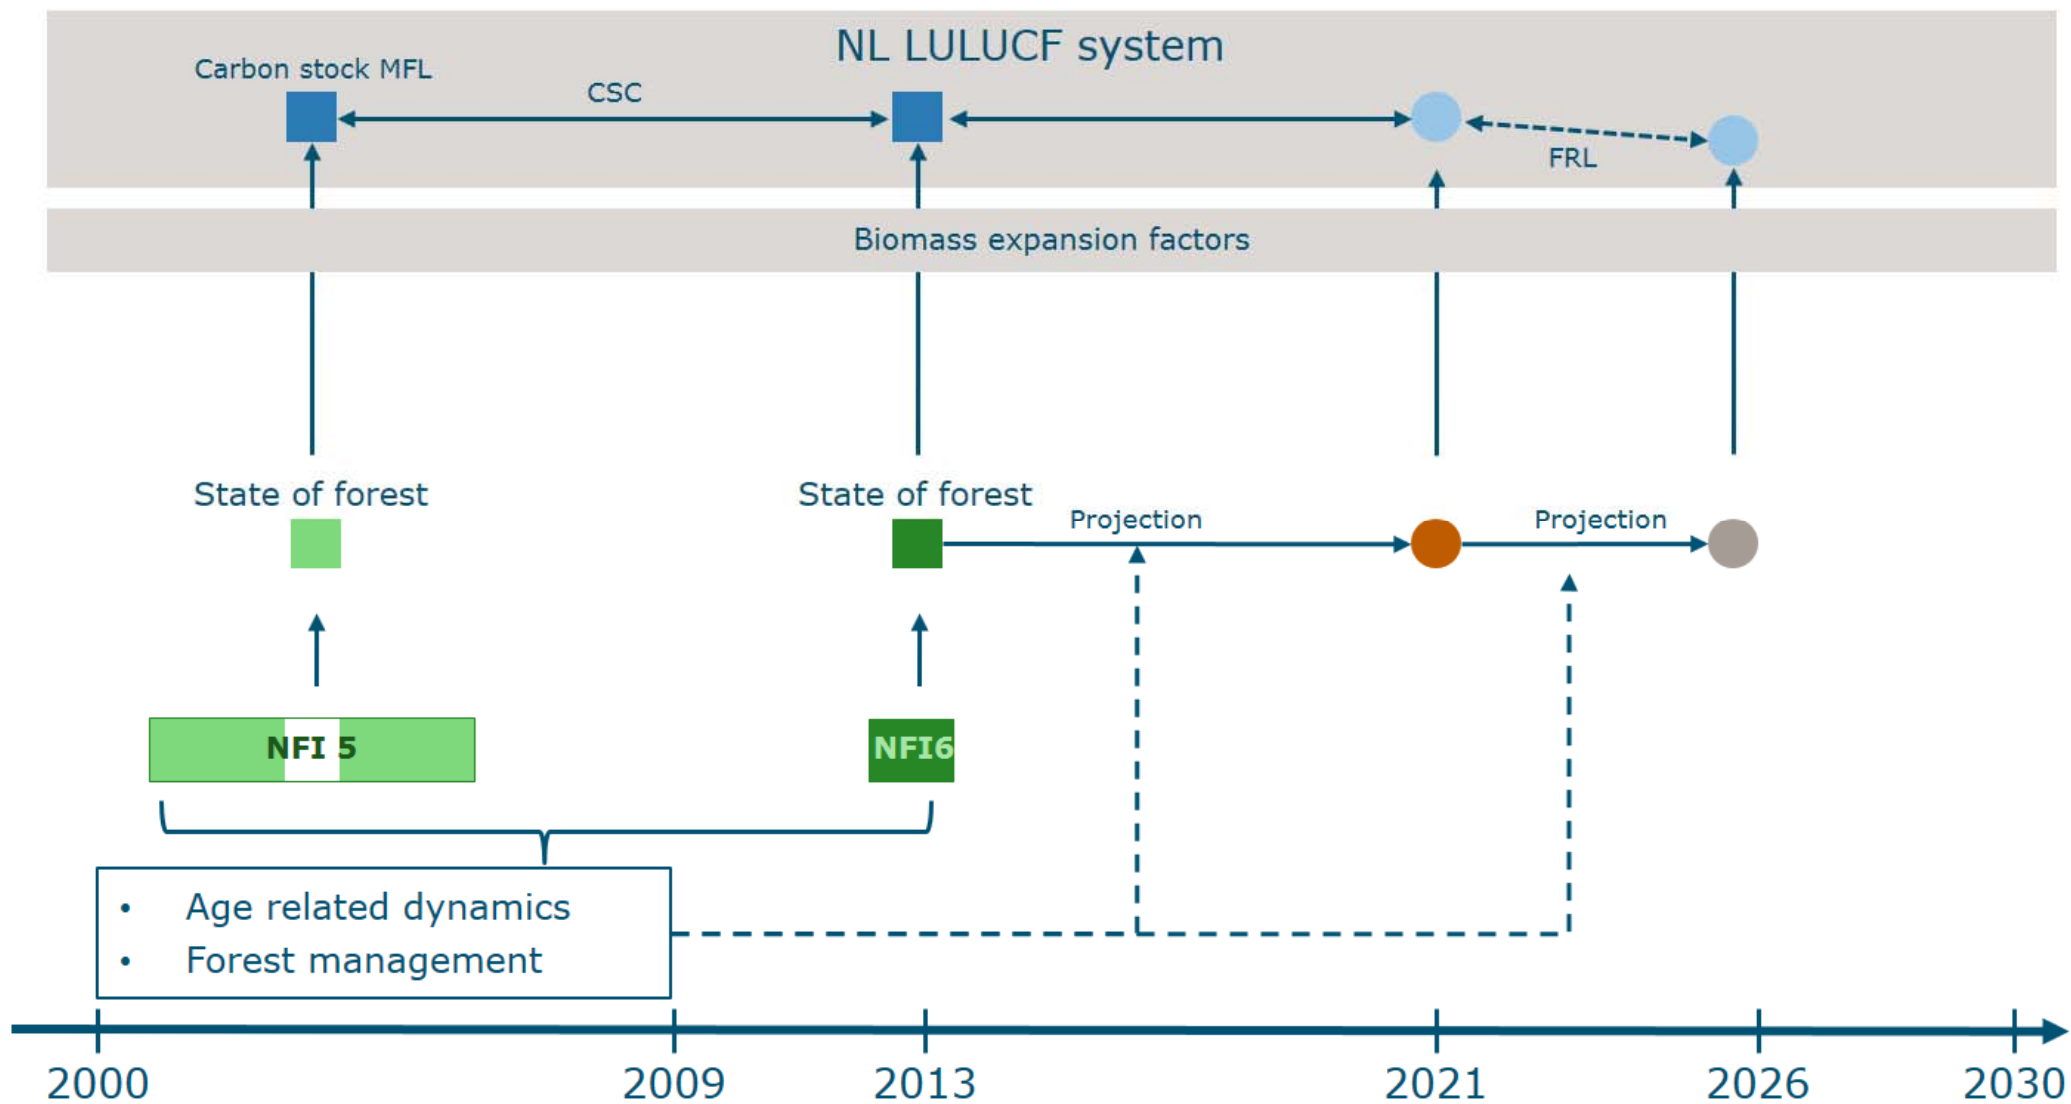 NL LULUCF system
Carbon stock MFL
CSC
FRL
Biomass expansion factors
State of forest
State of forest
Projection
Projection
NFI 5
NFI6
• Age related dynamics
• Forest management
2000
2009
2013
2021
2026
2030